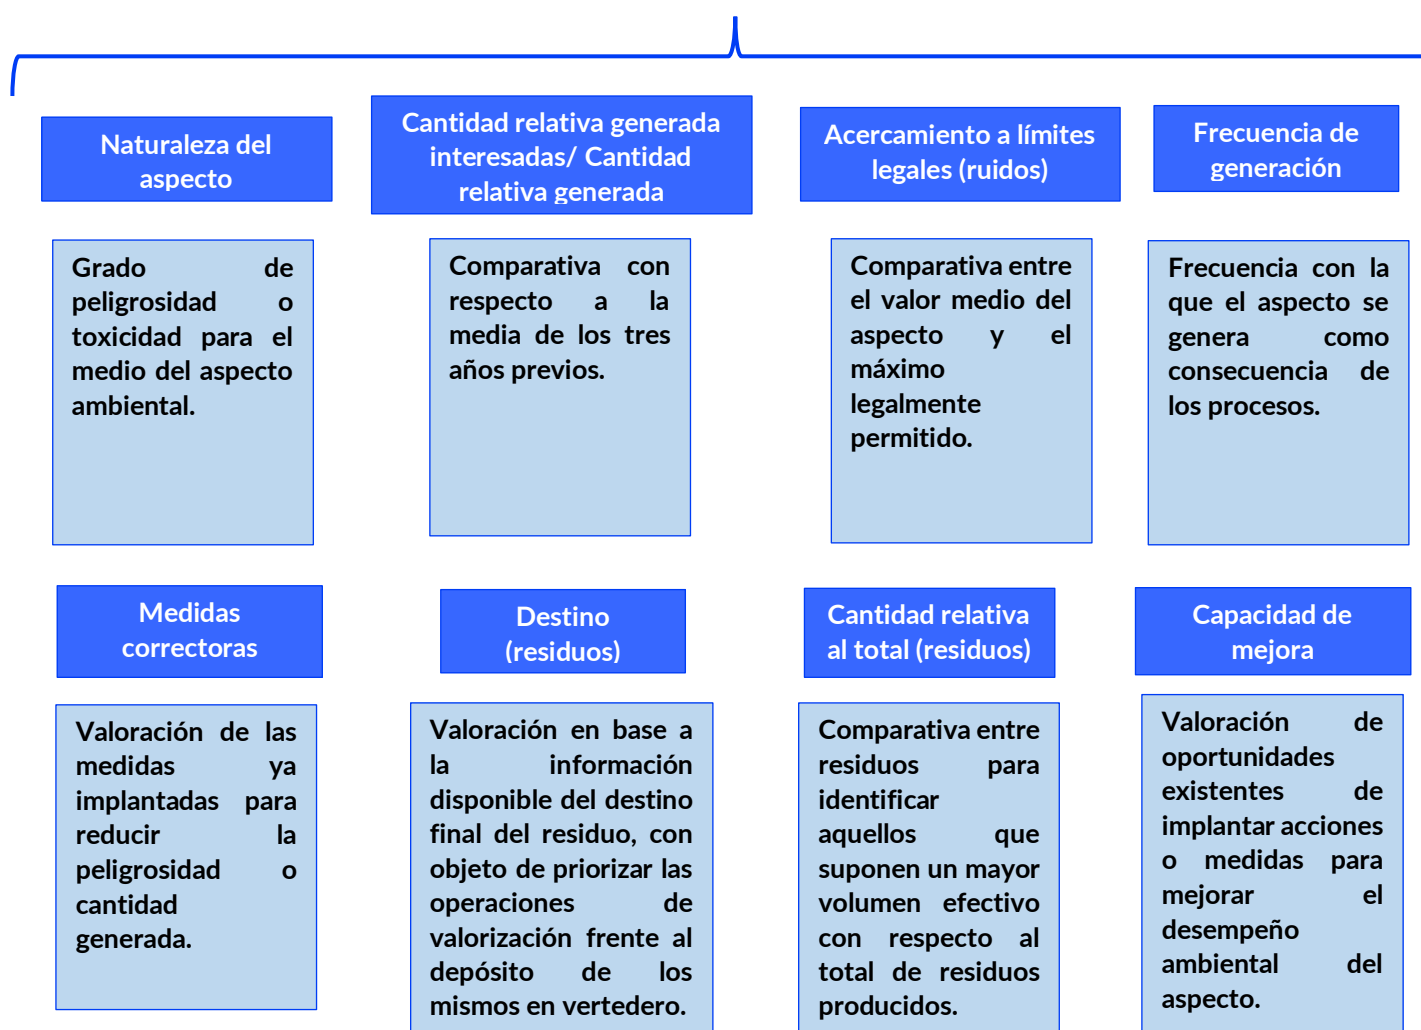 Naturaleza del
aspecto
Cantidad relativa generada
interesadas/ Cantidad
relativa generada
Acercamiento a límites
legales (ruidos)
Frecuencia de
generación
Grado de
peligrosidad o
toxicidad para el
medio del aspecto
ambiental.
Comparativa con
respecto a la
media de los tres
años previos.
Comparativa entre
el valor medio del
aspecto y el
máximo
legalmente
permitido.
Frecuencia con la
que el aspecto se
genera como
consecuencia de
los procesos.
Medidas
correctoras
Destino
(residuos)
Cantidad relativa
al total (residuos)
Capacidad de
mejora
Valoración de las
medidas ya
implantadas para
reducir la
peligrosidad o
cantidad
generada.
Valoración en base a
la información
disponible del destino
final del residuo, con
objeto de priorizar las
operaciones de
valorización frente al
depósito de los
mismos en vertedero.
Comparativa entre
residuos para
identificar
aquellos que
suponen un mayor
volumen efectivo
con respecto al
total de residuos
producidos.
Valoración de
oportunidades
existentes de
implantar acciones
o medidas para
mejorar el
desempeño
ambiental del
aspecto.